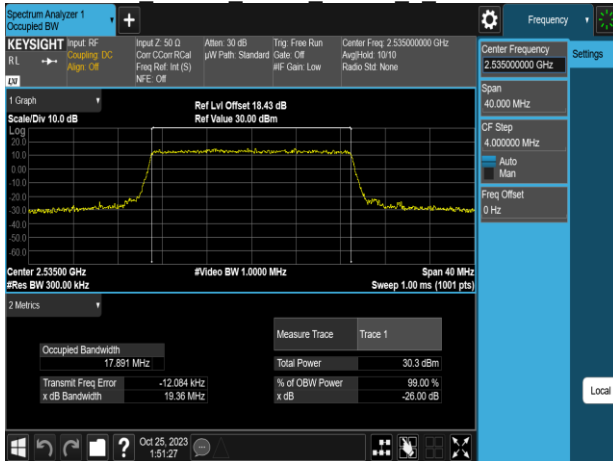 Spectrum Analyzer 1
Occupied BW
Frequency
KEYSIGHT
Input: RF
Coupling: DC
Align: Off
RL
LXI
Input Z: 50 Ω
Corr CCorr RCal
Freq Ref: Int (S)
NFE: Off
Atten: 30 dB
µW Path: Standard
Trig: Free Run
Gate: Off
#IF Gain: Low
Center Freq: 2.535000000 GHz
Avg|Hold: 10/10
Radio Std: None
Center Frequency
2.535000000 GHz
Settings
Span
40.000 MHz
CF Step
4.000000 MHz
Auto
Man
Freq Offset
0 Hz
Local
1 Graph
Scale/Div 10.0 dB
Ref Lvl Offset 18.43 dB
Ref Value 30.00 dBm
Log
20.0
10.0
0.00
-10.0
-20.0
-30.0
-40.0
-50.0
-60.0
Center 2.53500 GHz
#Video BW 1.0000 MHz
Span 40 MHz
#Res BW 300.00 kHz
Sweep 1.00 ms (1001 pts)
2 Metrics
Measure Trace Trace 1
Occupied Bandwidth
17.891 MHz
Total Power 30.3 dBm
Transmit Freq Error -12.084 kHz
% of OBW Power 99.00 %
x dB Bandwidth 19.36 MHz
x dB -26.00 dB
?
Oct 25, 2023
1:51:27